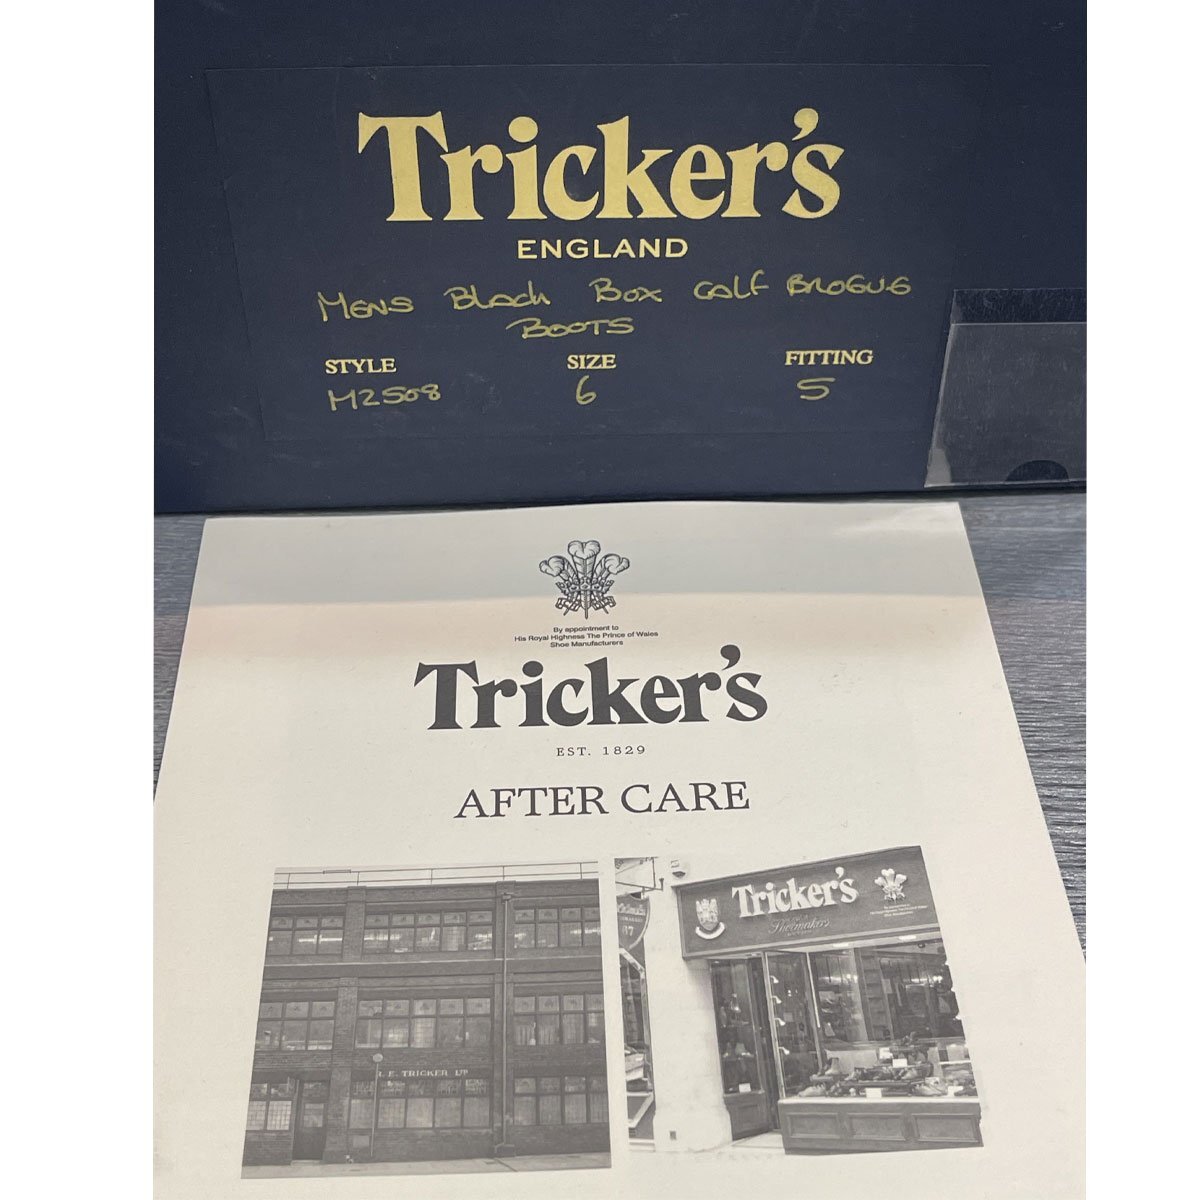 Tricker's
ENGLAND
MENS Black Box CALF BROGUE
BOOTS
STYLE SIZE FITTING
M2508 6 5
By appointment to
His Royal Highness The Prince of Wales
Shoe Manufacturers
Tricker's
EST. 1829
AFTER CARE
R. E. TRICKER LTD
Tricker's
Shoemakers